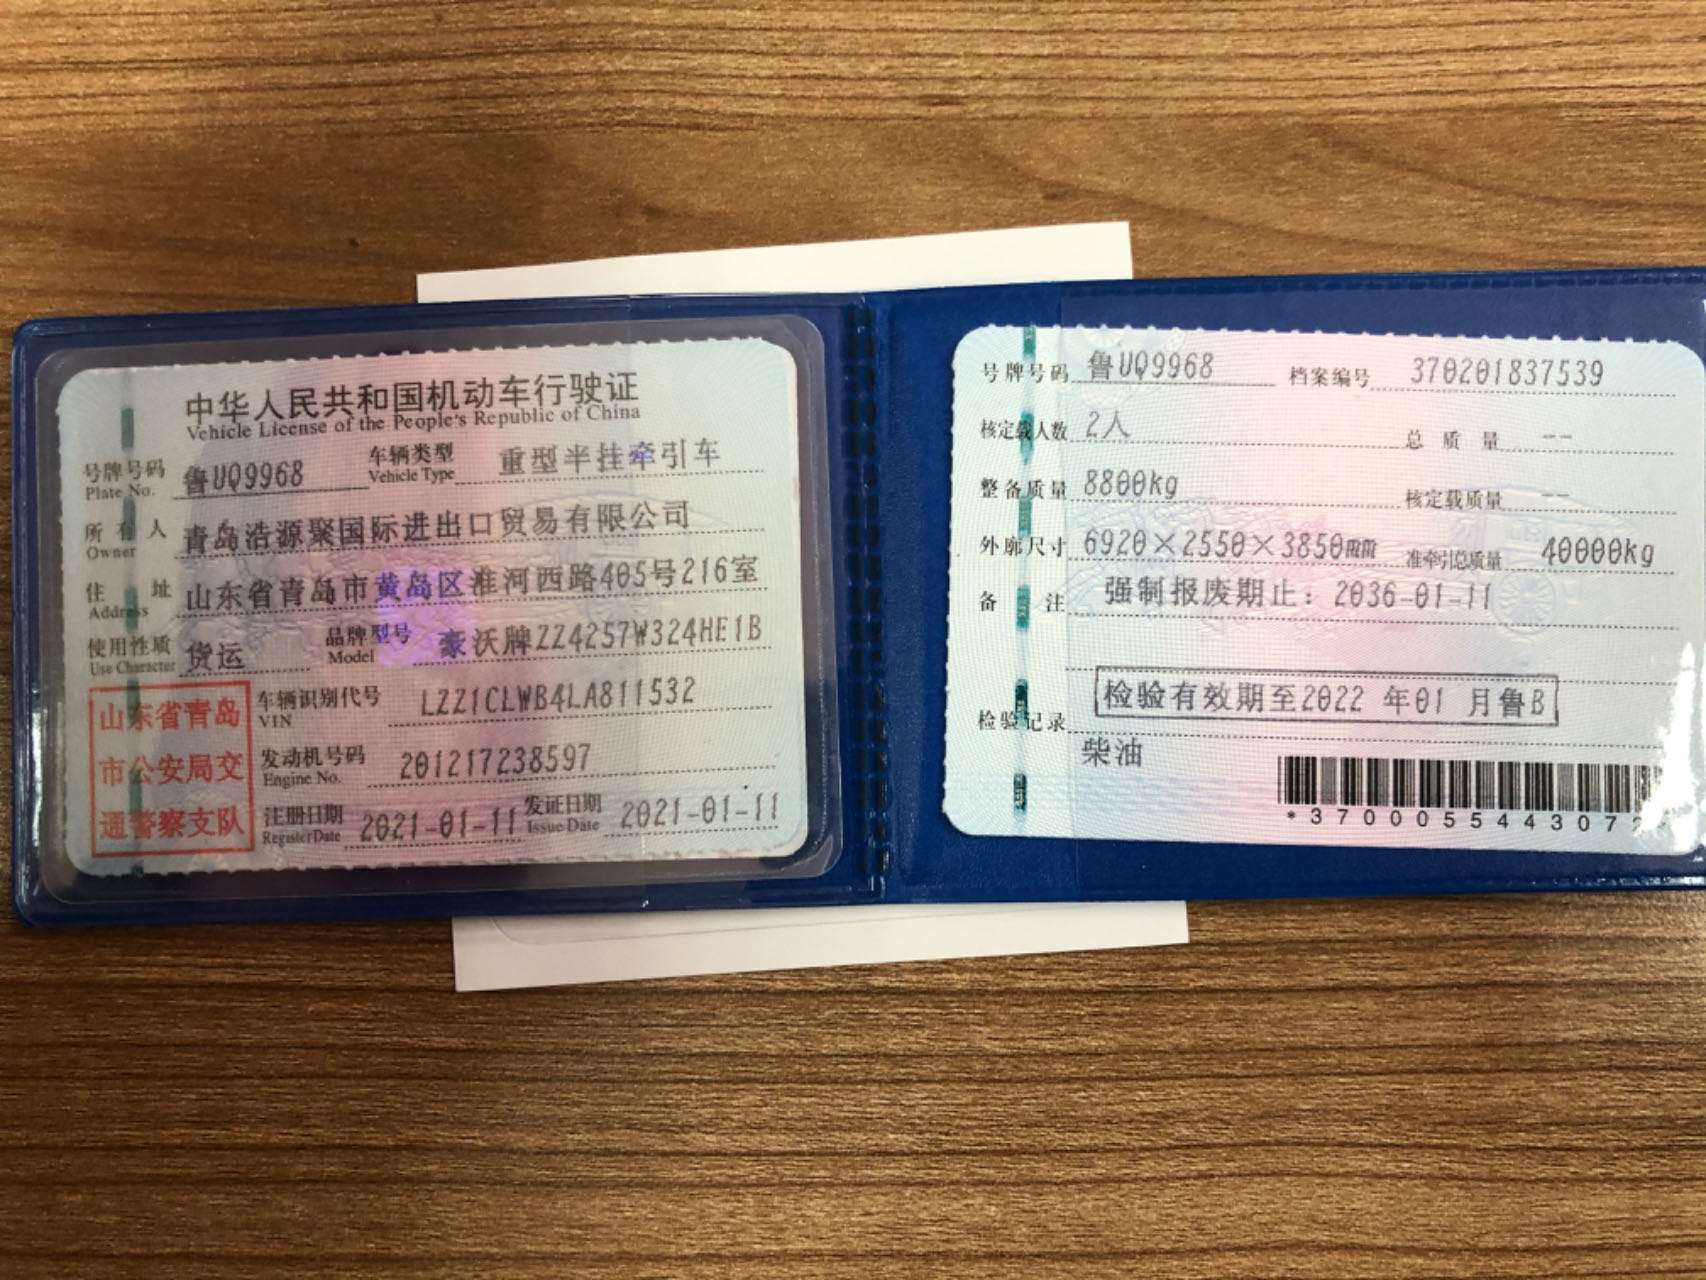 中华人民共和国机动车行驶证
Vehicle License of the People's Republic of China
号牌号码 鲁UQ9968 车辆类型 重型半挂牵引车
Plate No. Vehicle Type
所有人 青岛浩源聚国际进出口贸易有限公司
Owner
住址 山东省青岛市黄岛区淮河西路405号216室
Address
使用性质 货运 品牌型号 豪沃牌ZZ4257W324HE1B
Use Character Model
山东省青岛
市公安局交
通警察支队
车辆识别代号 LZZ1CLWB4LA811532
VIN
发动机号码 201217238597
Engine No.
注册日期 2021-01-11 发证日期 2021-01-11
Register Date Issue Date
号牌号码 鲁UQ9968 档案编号 370201837539
核定载人数 2人 总质量 --
整备质量 8800kg 核定载质量 --
外廓尺寸 6920×2550×3850mm 准牵引总质量 40000kg
备注 强制报废期止：2036-01-11
检验记录 检验有效期至2022 年01 月鲁B
柴油
*370005544307